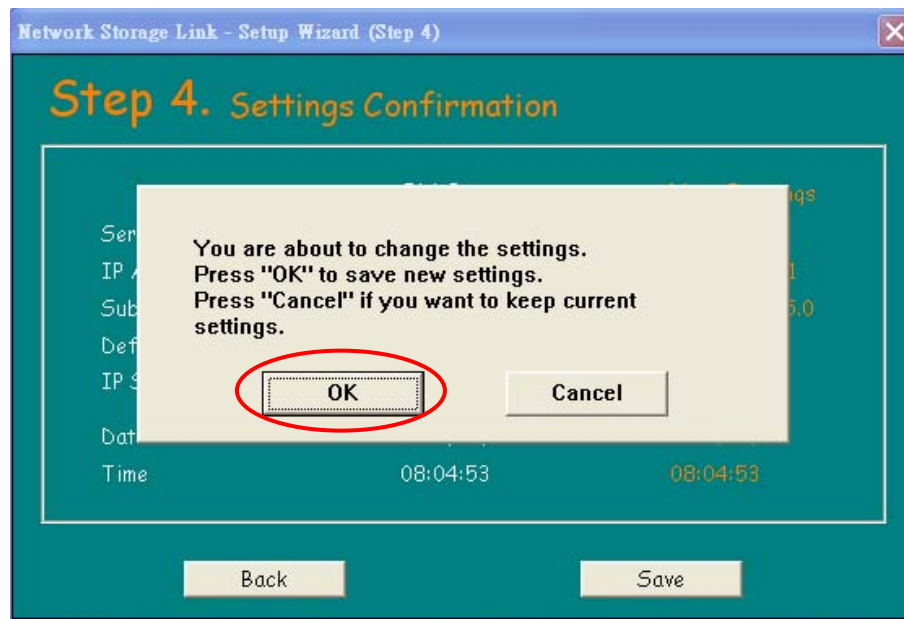 Network Storage Link - Setup Wizard (Step 4)
Step 4. Settings Confirmation
You are about to change the settings.
Press "OK" to save new settings.
Press "Cancel" if you want to keep current
settings.
OK Cancel
IP
Time 08:04:53 08:04:53
Back Save